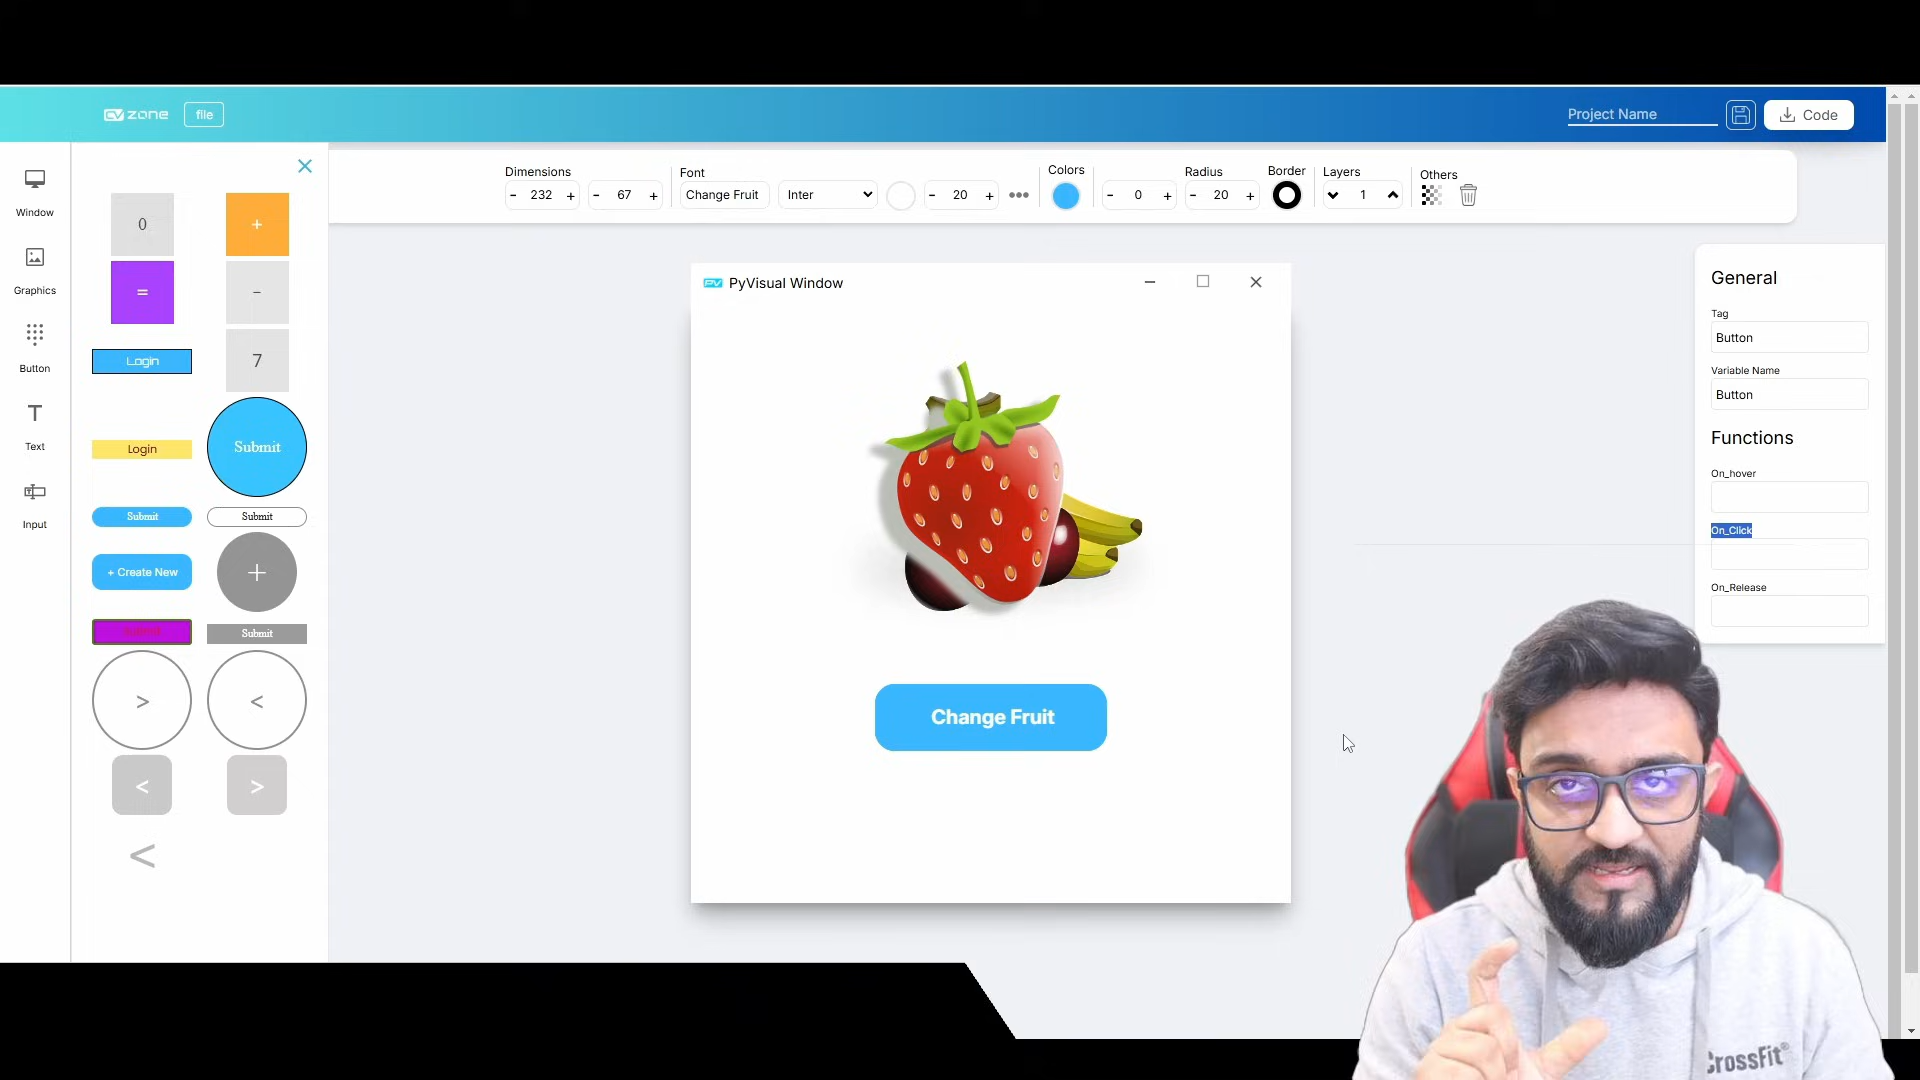 CV zone
file
Project Name
Code
Window
Graphics
Button
Text
Input
0
+
=
-
Login
7
Login
Submit
Submit
Submit
+ Create New
+
Submit
>
<
<
>
<
Dimensions
- 232 +
- 67 +
Font
Change Fruit
Inter
- 20 +
Colors
- 0 +
Radius
- 20 +
Border
Layers
1
Others
PV PyVisual Window
Change Fruit
General
Tag
Button
Variable Name
Button
Functions
On_hover
On_Click
On_Release
CrossFit®